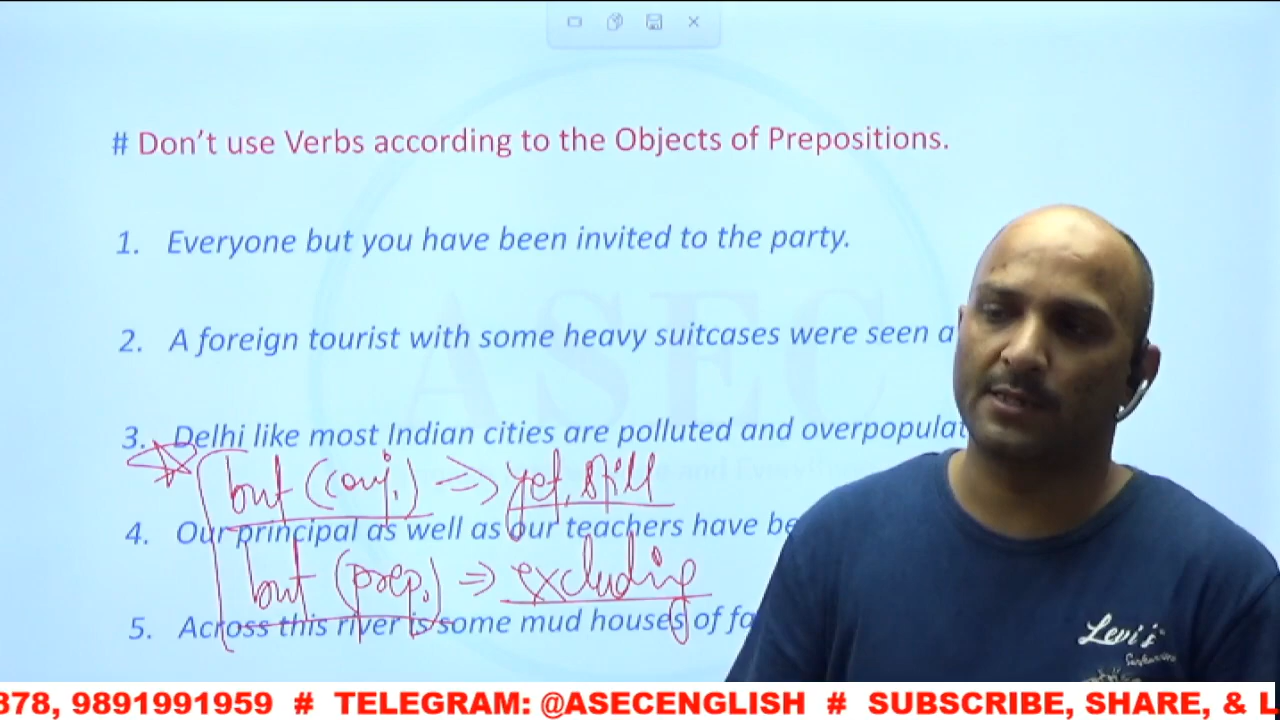 # Don't use Verbs according to the Objects of Prepositions.
1. Everyone but you have been invited to the party.
2. A foreign tourist with some heavy suitcases were seen a
3. Delhi like most Indian cities are polluted and overpopulat
but (conj.) => yet, still
4. Our principal as well as our teachers have be
but (prep.) => excluding
5. Across this river is some mud houses of fa
ASEC
Levi's
878, 9891991959 # TELEGRAM: @ASECENGLISH # SUBSCRIBE, SHARE, & L